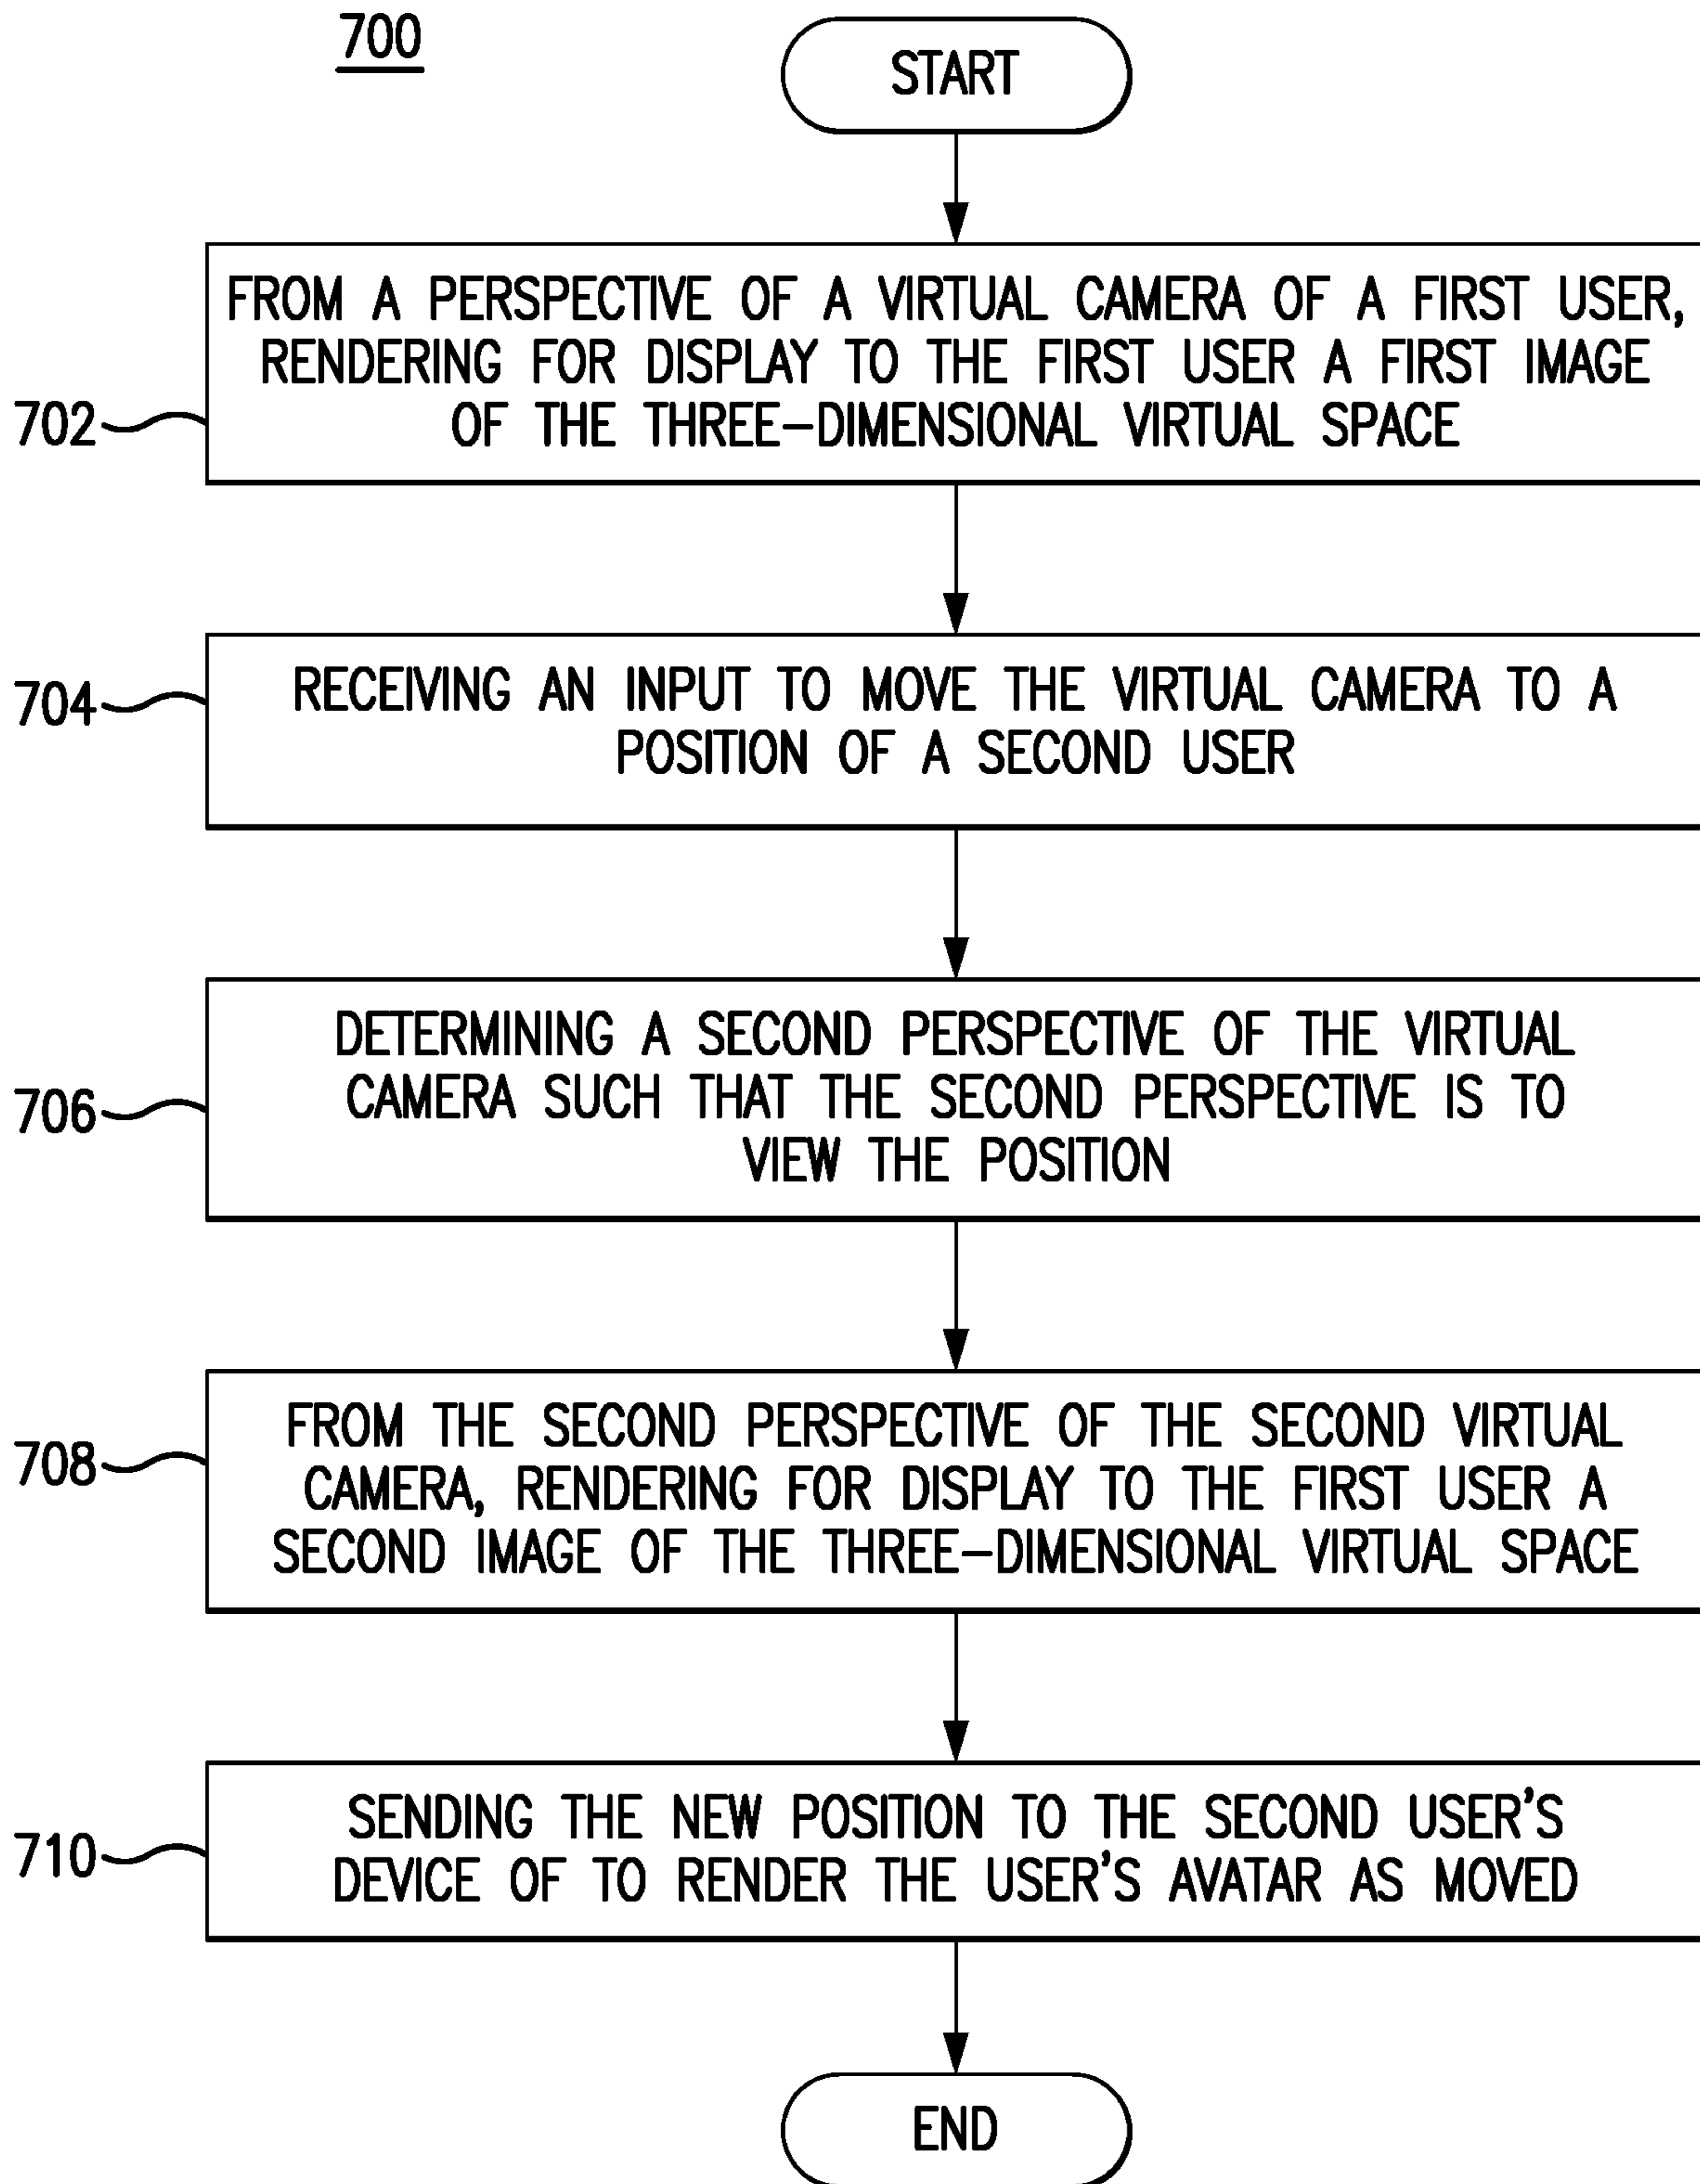 700
START
FROM A PERSPECTIVE OF A VIRTUAL CAMERA OF A FIRST USER,
RENDERING FOR DISPLAY TO THE FIRST USER A FIRST IMAGE
OF THE THREE-DIMENSIONAL VIRTUAL SPACE
702
RECEIVING AN INPUT TO MOVE THE VIRTUAL CAMERA TO A
POSITION OF A SECOND USER
704
DETERMINING A SECOND PERSPECTIVE OF THE VIRTUAL
CAMERA SUCH THAT THE SECOND PERSPECTIVE IS TO
VIEW THE POSITION
706
FROM THE SECOND PERSPECTIVE OF THE SECOND VIRTUAL
CAMERA, RENDERING FOR DISPLAY TO THE FIRST USER A
SECOND IMAGE OF THE THREE-DIMENSIONAL VIRTUAL SPACE
708
SENDING THE NEW POSITION TO THE SECOND USER'S
DEVICE OF TO RENDER THE USER'S AVATAR AS MOVED
710
END